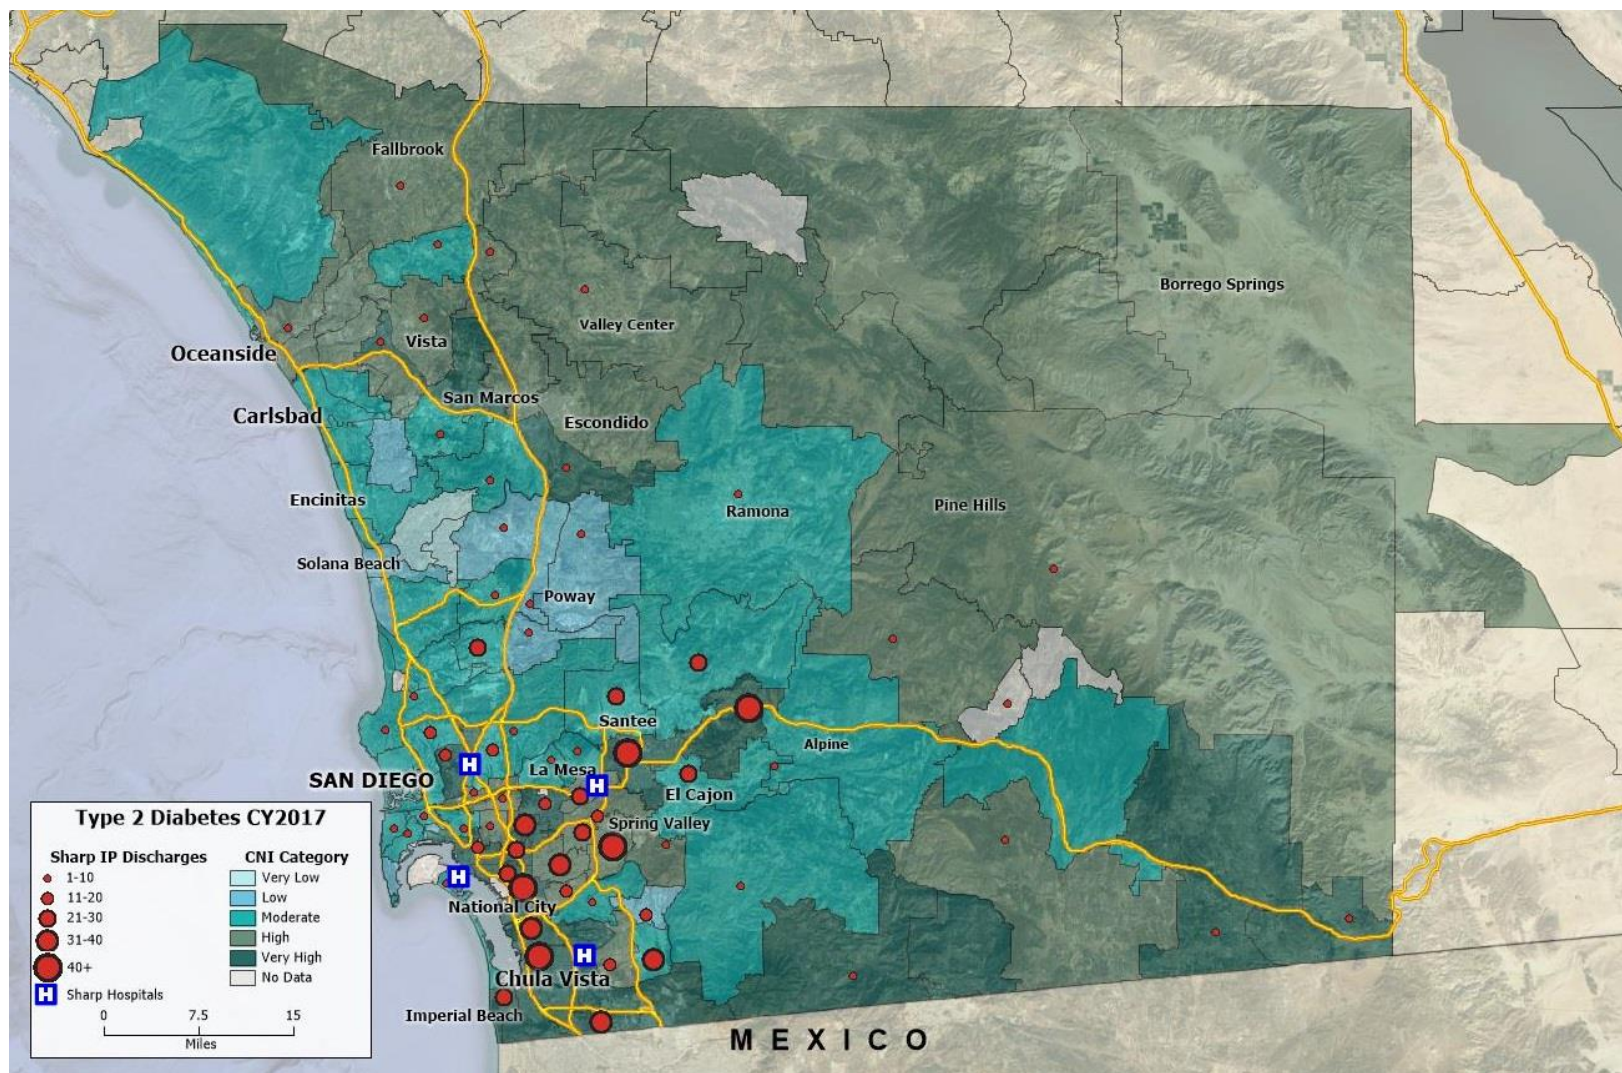 Fallbrook
Borrego Springs
Valley Center
Vista
Oceanside
San Marcos
Carlsbad
Escondido
Encinitas
Pine Hills
Ramona
Solana Beach
Poway
Santee
Alpine
La Mesa
H
SAN DIEGO
H
El Cajon
Spring Valley
H
National City
H
Chula Vista
Imperial Beach
MEXICO
Type 2 Diabetes CY2017
Sharp IP Discharges
1-10
11-20
21-30
31-40
40+
H Sharp Hospitals
CNI Category
Very Low
Low
Moderate
High
Very High
No Data
0 7.5 15
Miles